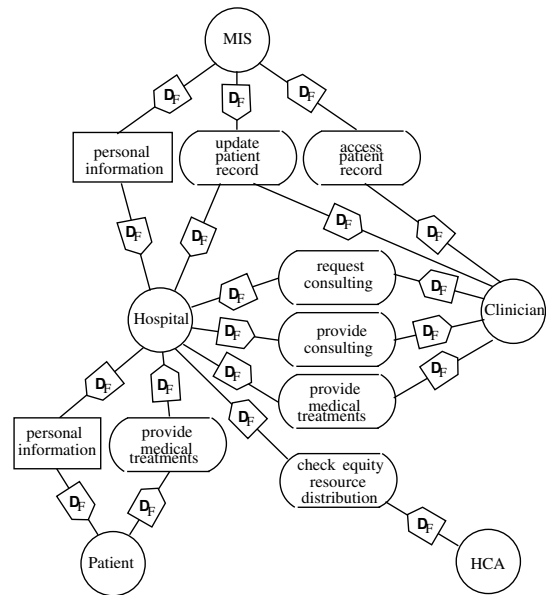 MIS
DF
DF
DF
personal
information
update
patient
record
access
patient
record
DF
DF
DF
DF
request
consulting
DF
DF
Hospital
Clinician
provide
consulting
DF
DF
provide
medical
treatments
DF
DF
DF
DF
DF
personal
information
provide
medical
treatments
check equity
resource
distribution
DF
DF
DF
Patient
HCA